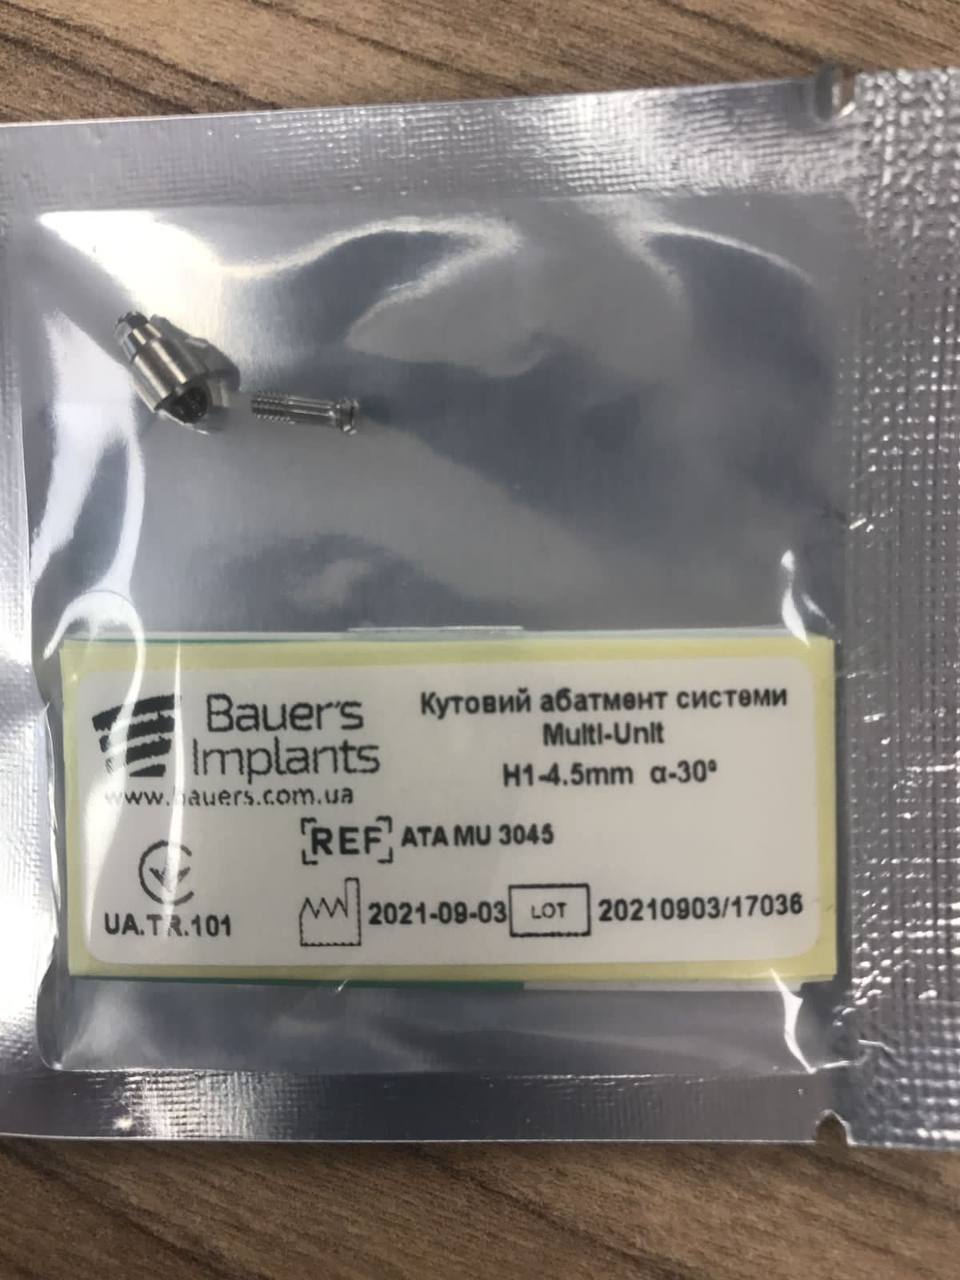 Bauer's
Implants
www.bauers.com.ua
Кутовий абатмент системи
Multi-Unit
H1-4.5mm α-30°
REF ATA MU 3045
UA.TR.101
2021-09-03 LOT 20210903/17036